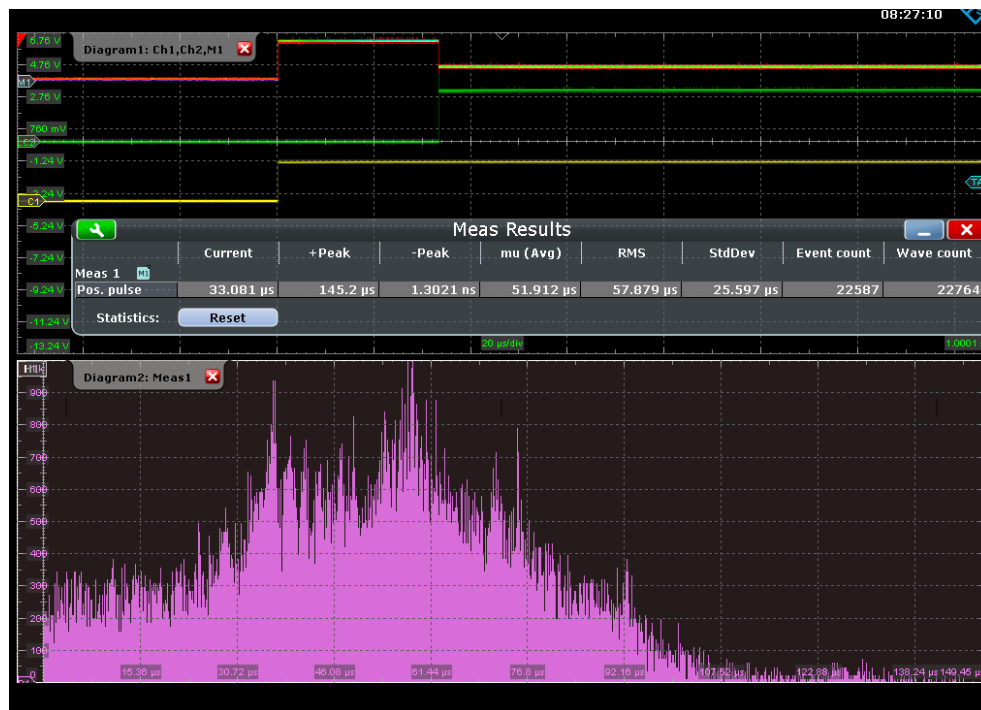 08:27:10
6.76 V
Diagram1: Ch1,Ch2,M1
4.76 V
M1
2.76 V
760 mV
C2
-1.24 V
-3.24 V
TA
C1
-5.24 V
Meas Results
-7.24 V
Current +Peak -Peak mu (Avg) RMS StdDev Event count Wave count
Meas 1 M1
-9.24 V
Pos. pulse 33.081 µs 145.2 µs 1.3021 ns 51.912 µs 57.879 µs 25.597 µs 22587 22764
-11.24 V
Statistics: Reset
-13.24 V
20 µs/div
1.0001
Diagram2: Meas1
900
800
700
600
500
400
300
200
100
0
15.36 µs 30.72 µs 46.08 µs 61.44 µs 76.8 µs 92.16 µs 107.52 µs 122.88 µs 138.24 µs 149.45 µs